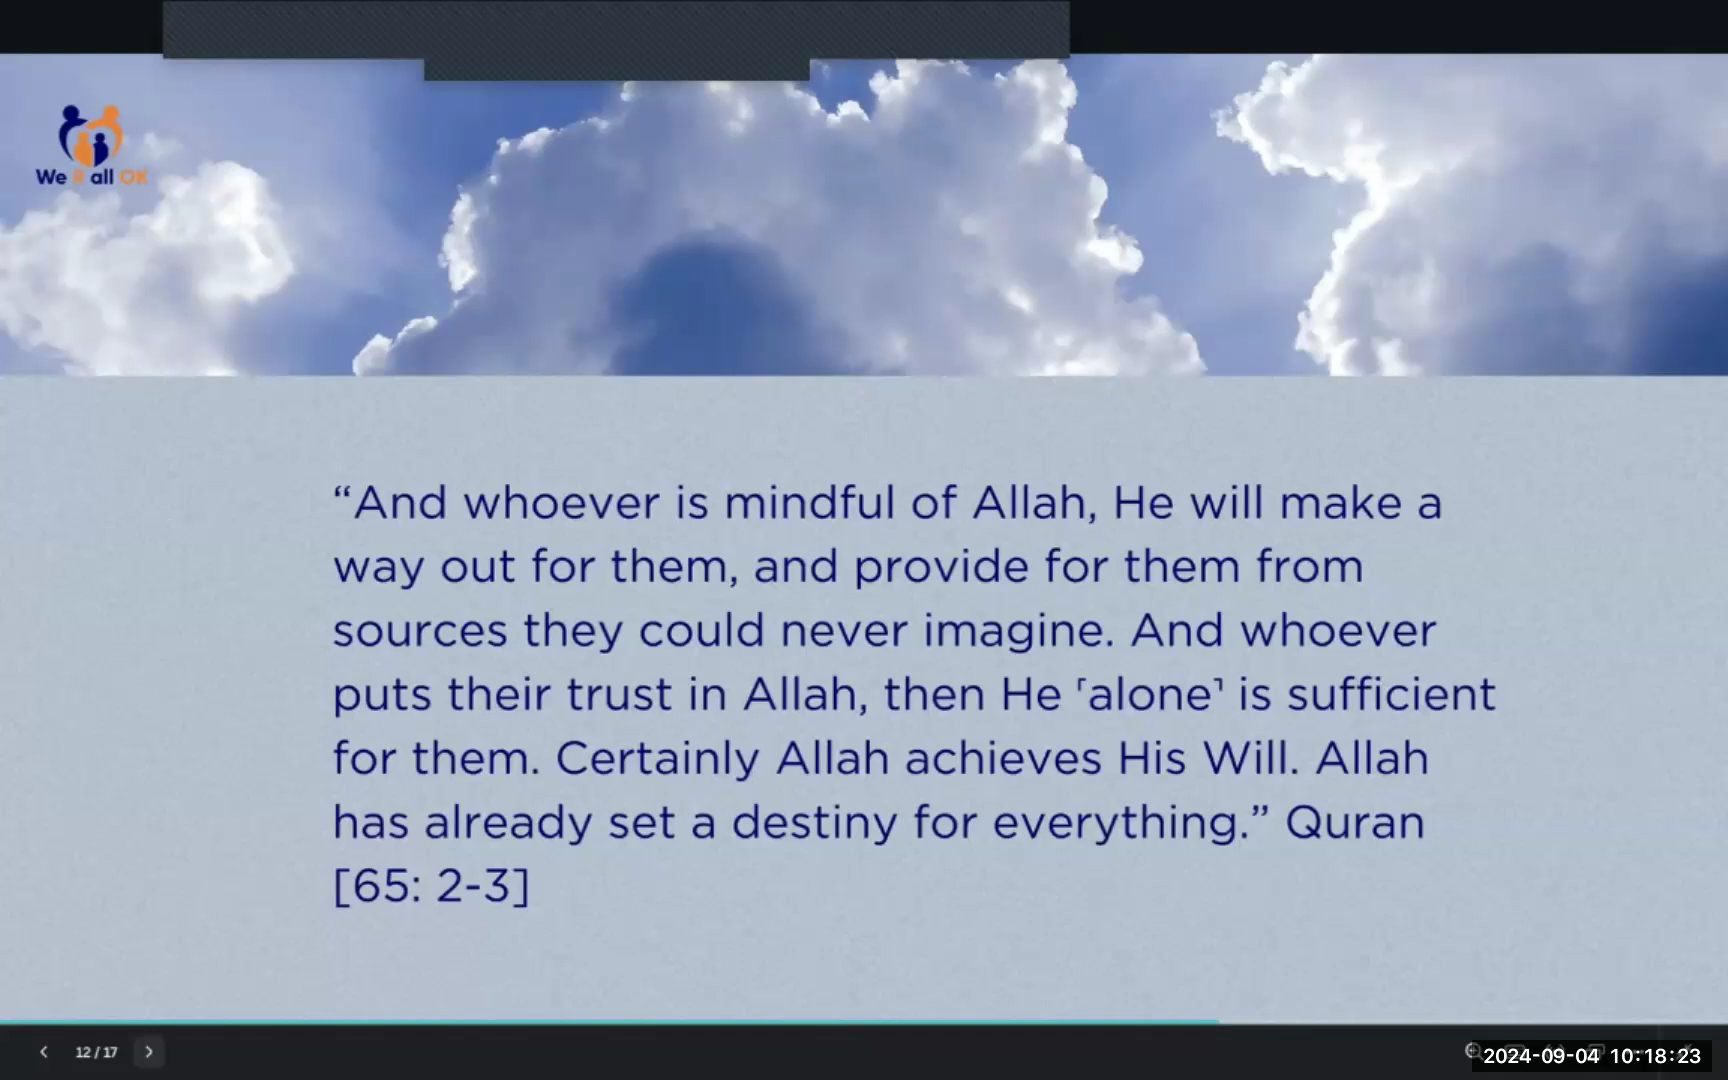 We R all OK
“And whoever is mindful of Allah, He will make a
way out for them, and provide for them from
sources they could never imagine. And whoever
puts their trust in Allah, then He ⸢alone⸣ is sufficient
for them. Certainly Allah achieves His Will. Allah
has already set a destiny for everything.” Quran
[65: 2-3]
12 / 17
2024-09-04 10:18:23